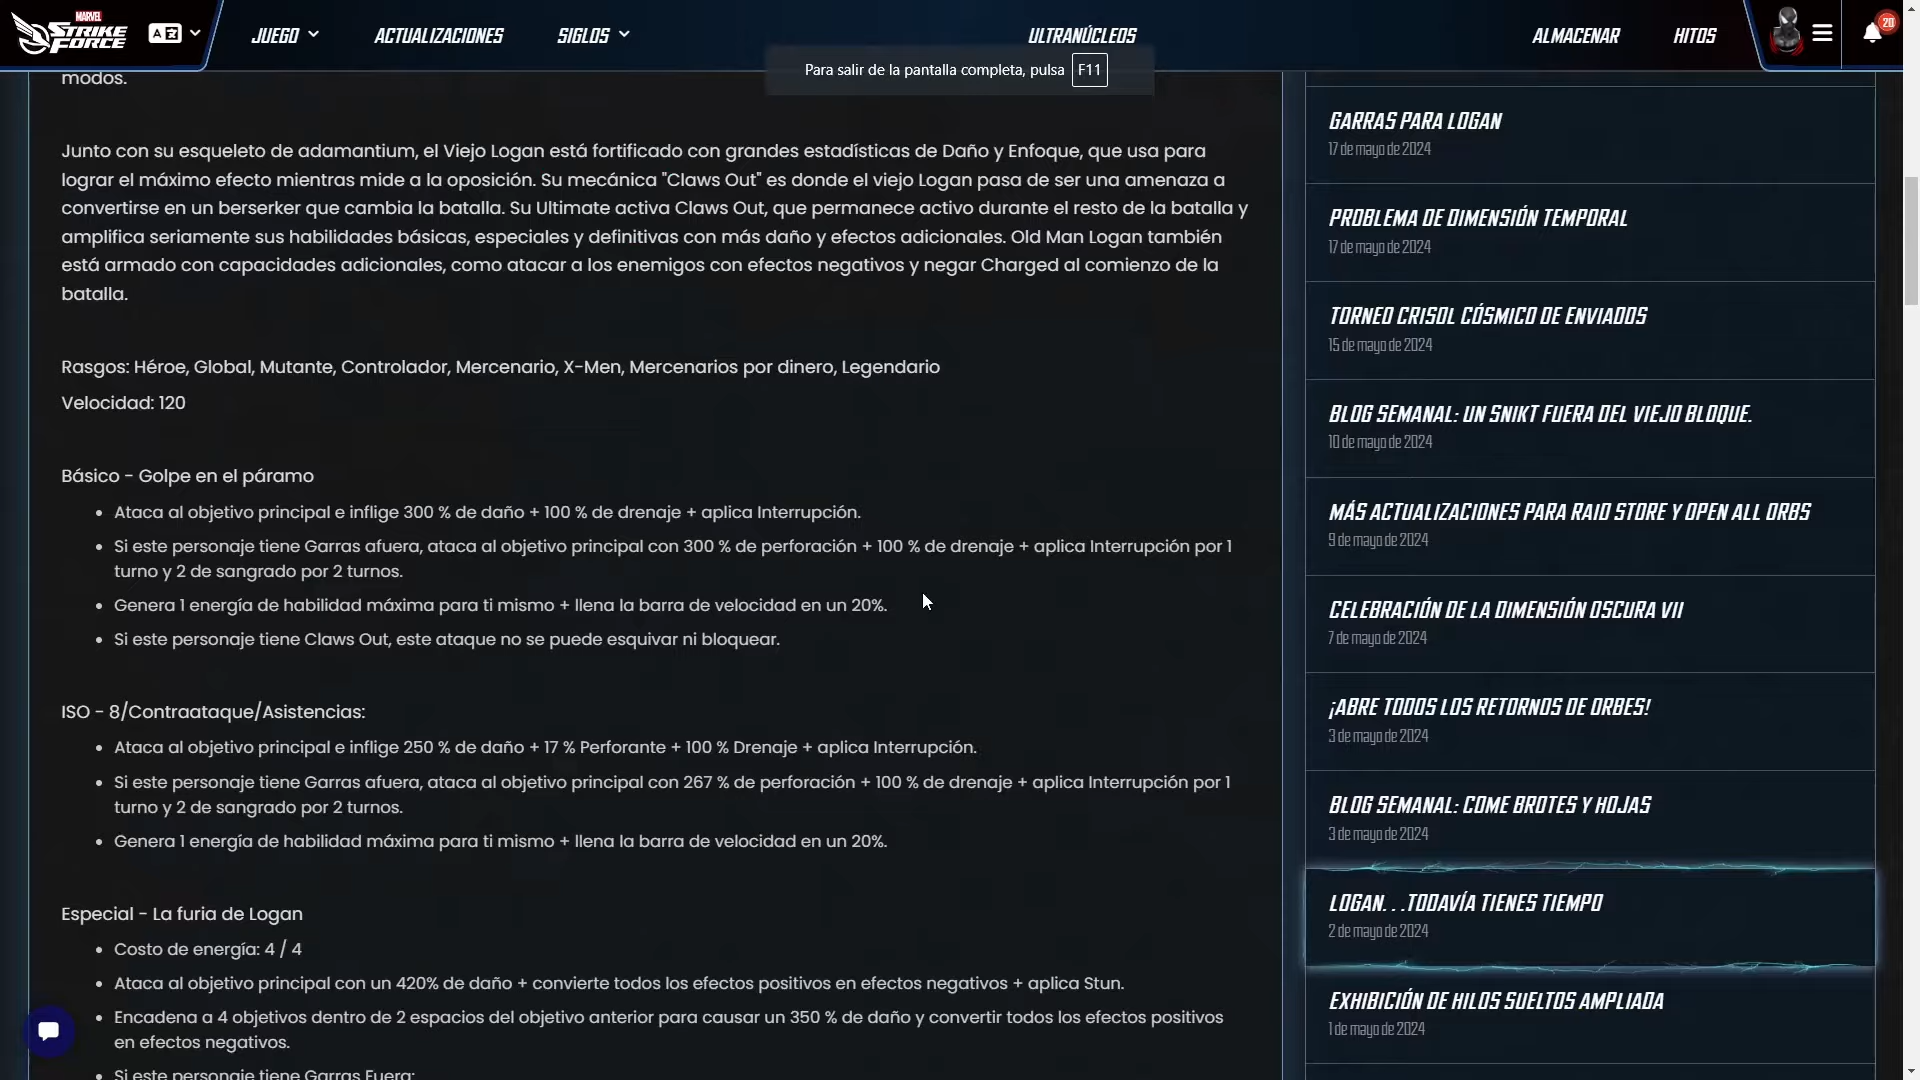 MARVEL
STRIKE
FORCE
JUEGO
ACTUALIZACIONES
SIGLOS
ULTRANÚCLEOS
ALMACENAR
HITOS
20
Para salir de la pantalla completa, pulsa F11
modos.
Junto con su esqueleto de adamantium, el Viejo Logan está fortificado con grandes estadísticas de Daño y Enfoque, que usa para
lograr el máximo efecto mientras mide a la oposición. Su mecánica "Claws Out" es donde el viejo Logan pasa de ser una amenaza a
convertirse en un berserker que cambia la batalla. Su Ultimate activa Claws Out, que permanece activo durante el resto de la batalla y
amplifica seriamente sus habilidades básicas, especiales y definitivas con más daño y efectos adicionales. Old Man Logan también
está armado con capacidades adicionales, como atacar a los enemigos con efectos negativos y negar Charged al comienzo de la
batalla.
Rasgos: Héroe, Global, Mutante, Controlador, Mercenario, X-Men, Mercenarios por dinero, Legendario
Velocidad: 120
Básico - Golpe en el páramo
• Ataca al objetivo principal e inflige 300 % de daño + 100 % de drenaje + aplica Interrupción.
• Si este personaje tiene Garras afuera, ataca al objetivo principal con 300 % de perforación + 100 % de drenaje + aplica Interrupción por 1
turno y 2 de sangrado por 2 turnos.
• Genera 1 energía de habilidad máxima para ti mismo + llena la barra de velocidad en un 20%.
• Si este personaje tiene Claws Out, este ataque no se puede esquivar ni bloquear.
ISO - 8/Contraataque/Asistencias:
• Ataca al objetivo principal e inflige 250 % de daño + 17 % Perforante + 100 % Drenaje + aplica Interrupción.
• Si este personaje tiene Garras afuera, ataca al objetivo principal con 267 % de perforación + 100 % de drenaje + aplica Interrupción por 1
turno y 2 de sangrado por 2 turnos.
• Genera 1 energía de habilidad máxima para ti mismo + llena la barra de velocidad en un 20%.
Especial - La furia de Logan
• Costo de energía: 4 / 4
• Ataca al objetivo principal con un 420% de daño + convierte todos los efectos positivos en efectos negativos + aplica Stun.
• Encadena a 4 objetivos dentro de 2 espacios del objetivo anterior para causar un 350 % de daño y convertir todos los efectos positivos
en efectos negativos.
• Si este personaje tiene Garras Fuera:
GARRAS PARA LOGAN
17 de mayo de 2024
PROBLEMA DE DIMENSIÓN TEMPORAL
17 de mayo de 2024
TORNEO CRISOL CÓSMICO DE ENVIADOS
15 de mayo de 2024
BLOG SEMANAL: UN SNIKT FUERA DEL VIEJO BLOQUE.
10 de mayo de 2024
MÁS ACTUALIZACIONES PARA RAID STORE Y OPEN ALL ORBS
9 de mayo de 2024
CELEBRACIÓN DE LA DIMENSIÓN OSCURA VII
7 de mayo de 2024
¡ABRE TODOS LOS RETORNOS DE ORBES!
3 de mayo de 2024
BLOG SEMANAL: COME BROTES Y HOJAS
3 de mayo de 2024
LOGAN. . .TODAVÍA TIENES TIEMPO
2 de mayo de 2024
EXHIBICIÓN DE HILOS SUELTOS AMPLIADA
1 de mayo de 2024